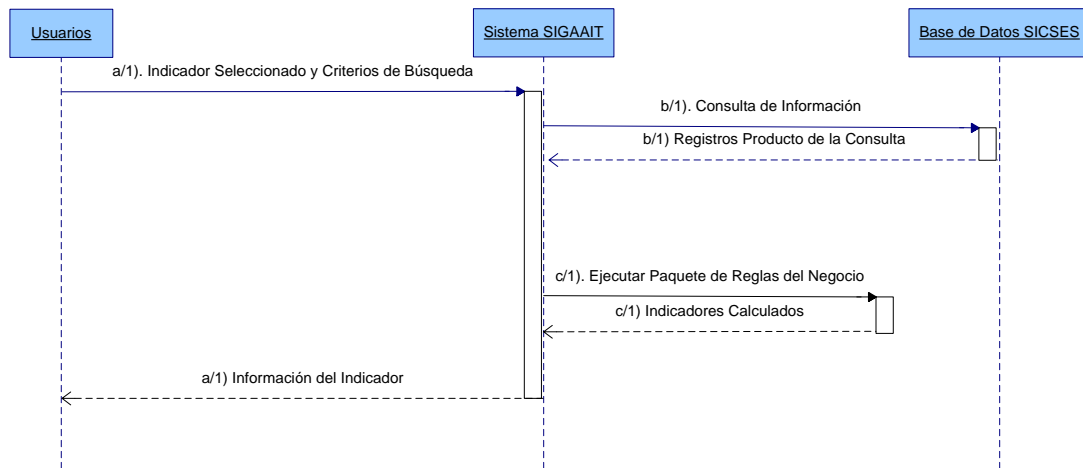 Usuarios
Sistema SIGAAIT
Base de Datos SICSES
a/1). Indicador Seleccionado y Criterios de Búsqueda
b/1). Consulta de Información
b/1) Registros Producto de la Consulta
c/1). Ejecutar Paquete de Reglas del Negocio
c/1) Indicadores Calculados
a/1) Información del Indicador